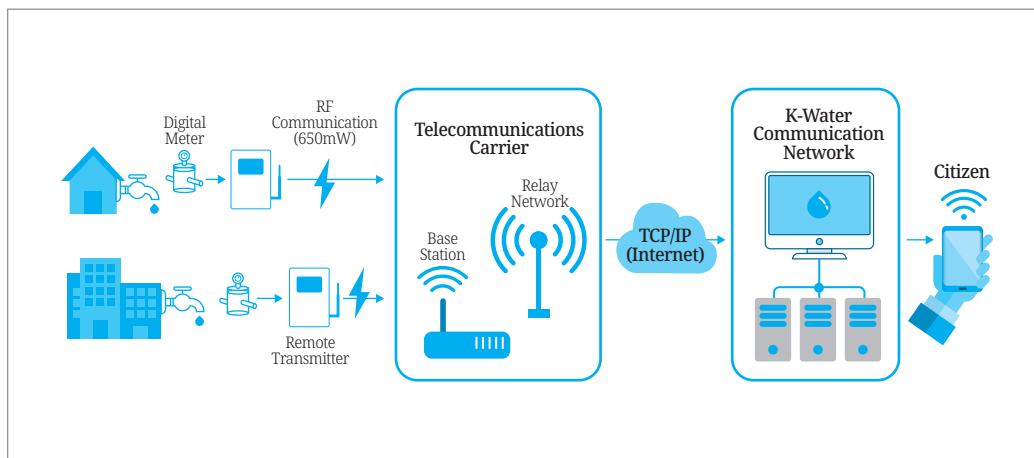 Digital
Meter
RF
Communication
(650mW)
Telecommunications
Carrier
Relay
Network
Base
Station
TCP/IP
(Internet)
K-Water
Communication
Network
Citizen
Remote
Transmitter